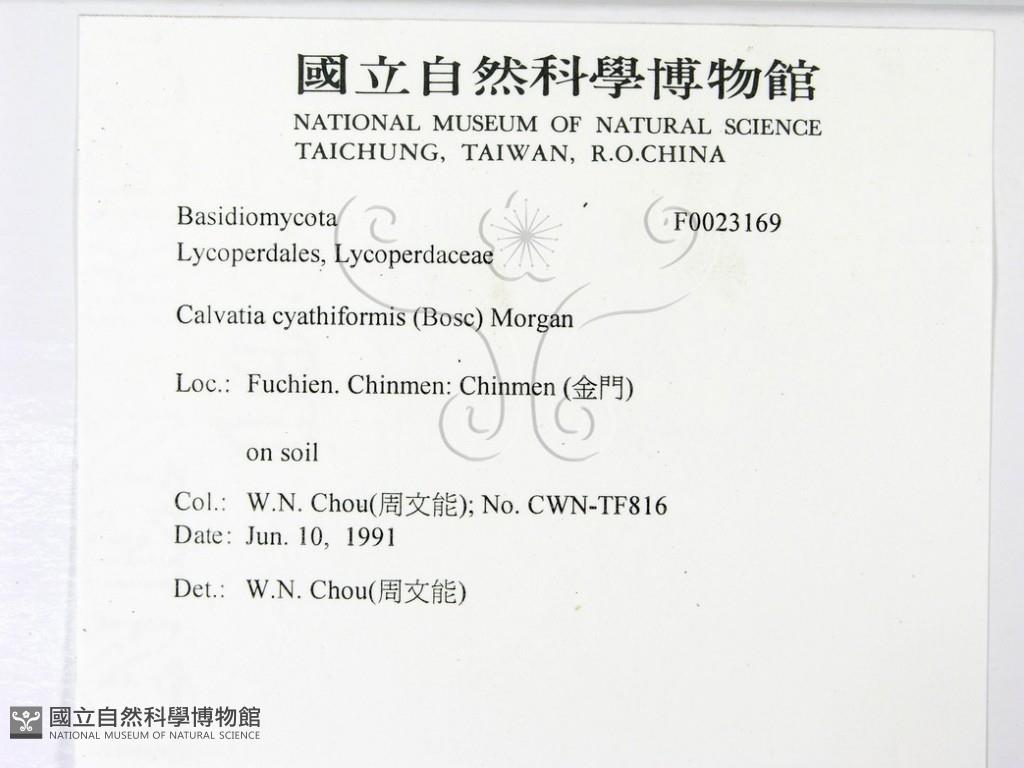 國立自然科學博物館
NATIONAL MUSEUM OF NATURAL SCIENCE
TAICHUNG, TAIWAN, R.O.CHINA
Basidiomycota F0023169
Lycoperdales, Lycoperdaceae
Calvatia cyathiformis (Bosc) Morgan
Loc.: Fuchien. Chinmen: Chinmen (金門)
on soil
Col.: W.N. Chou(周文能); No. CWN-TF816
Date: Jun. 10, 1991
Det.: W.N. Chou(周文能)
國立自然科學博物館
NATIONAL MUSEUM OF NATURAL SCIENCE